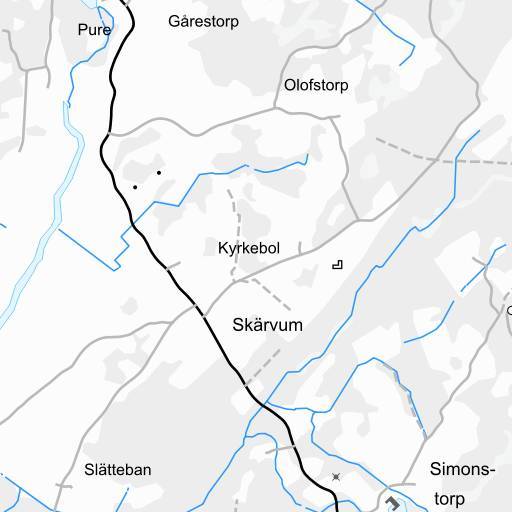 Gårestorp
Pure
Olofstorp
Kyrkebol
Skärvum
Slätteban
Simons-
torp